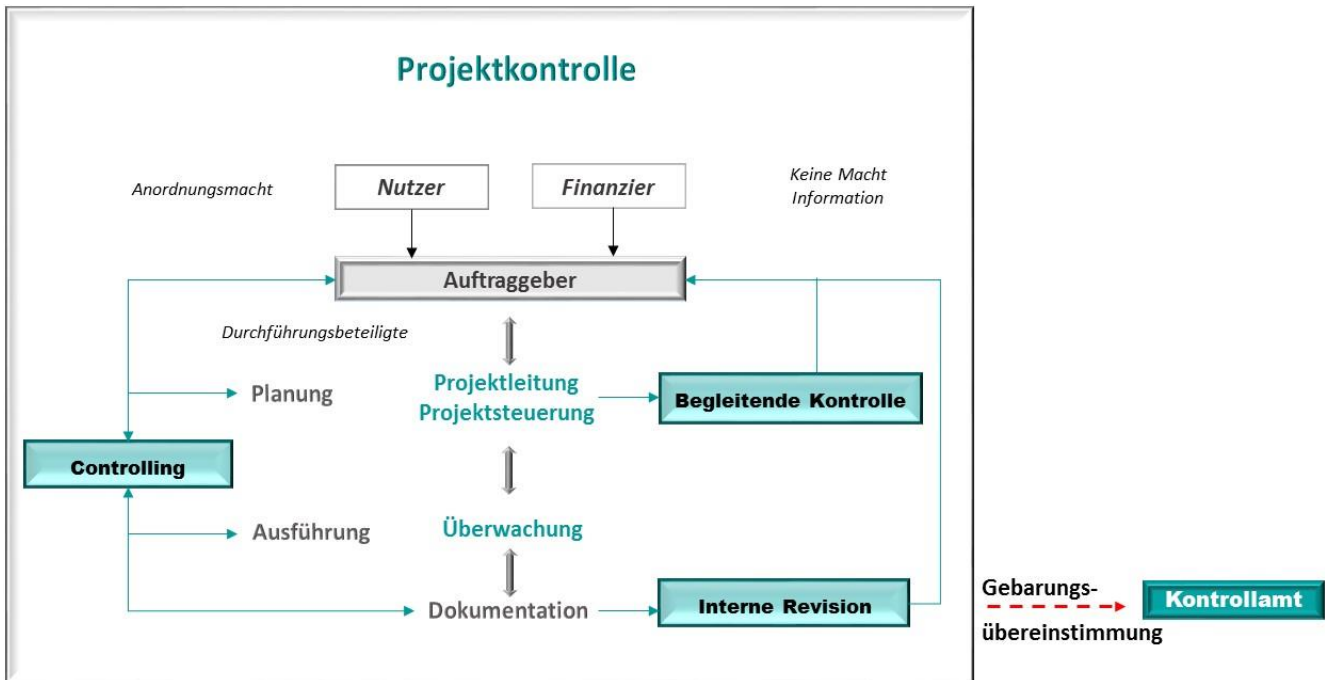 Projektkontrolle
Anordnungsmacht
Nutzer
Finanzier
Keine Macht
Information
Auftraggeber
Durchführungsbeteiligte
Planung
Projektleitung
Projektsteuerung
Begleitende Kontrolle
Controlling
Ausführung
Überwachung
Dokumentation
Interne Revision
Gebarungs-
übereinstimmung
Kontrollamt